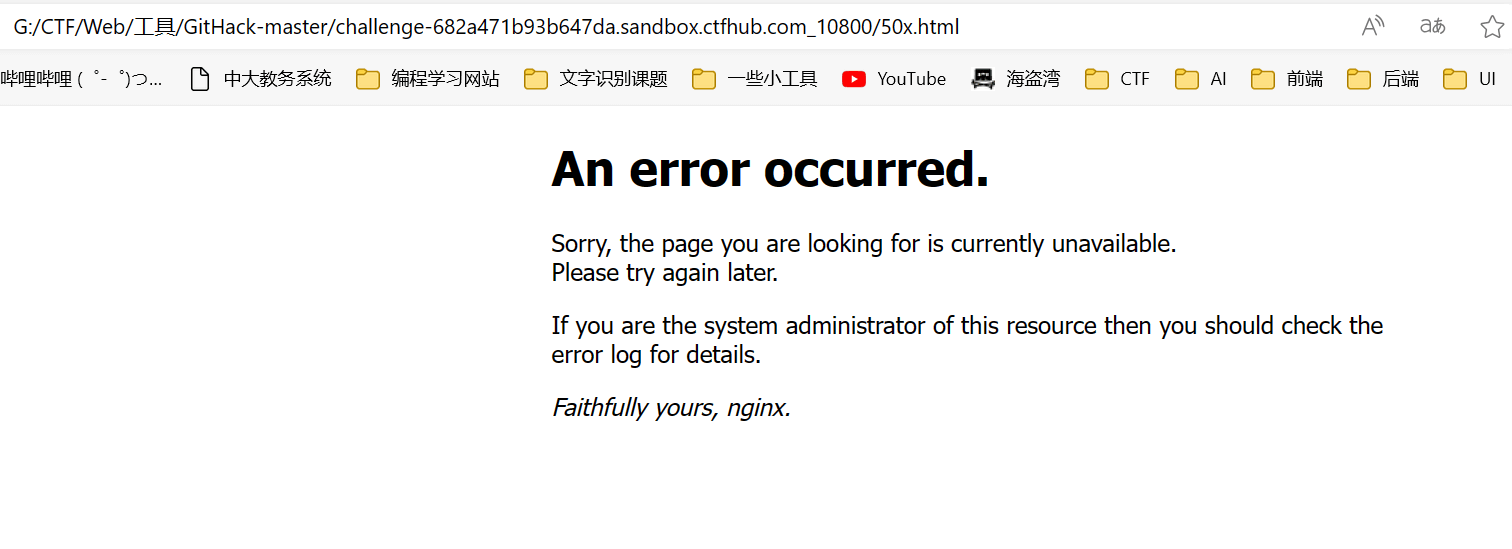 G:/CTF/Web/工具/GitHack-master/challenge-682a471b93b647da.sandbox.ctfhub.com_10800/50x.html
哔哩哔哩 ( ゜- ゜)つ... 中大教务系统 编程学习网站 文字识别课题 一些小工具 YouTube 海盗湾 CTF AI 前端 后端 UI
An error occurred.
Sorry, the page you are looking for is currently unavailable.
Please try again later.
If you are the system administrator of this resource then you should check the
error log for details.
Faithfully yours, nginx.